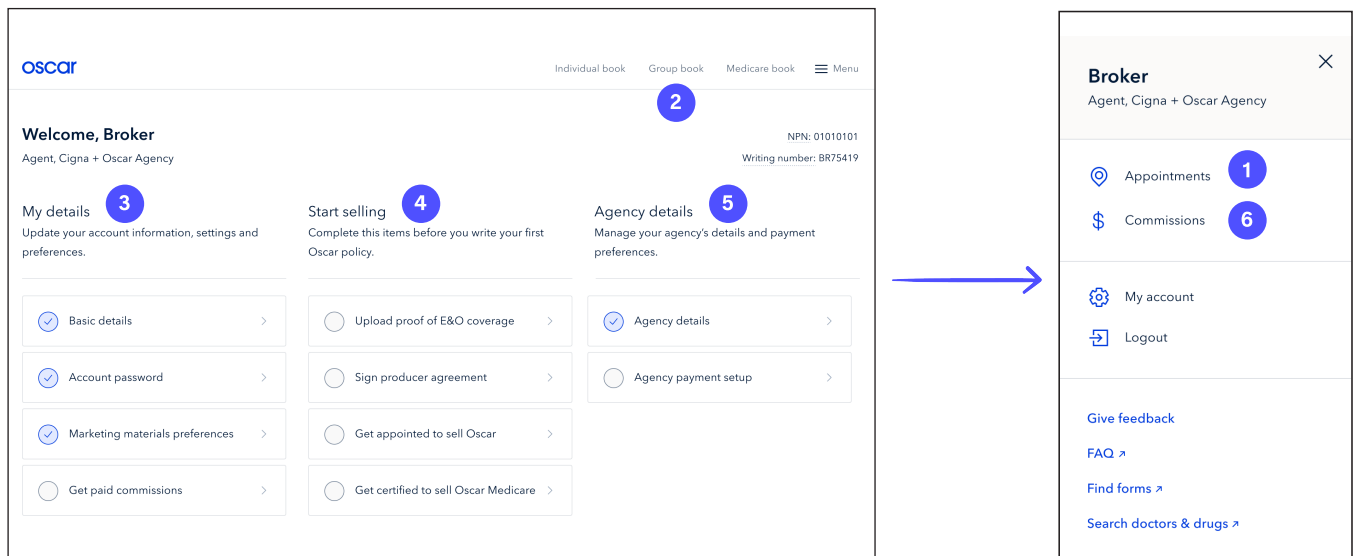 oscar
Individual book Group book Medicare book Menu
2
Welcome, Broker
NPN: 01010101
Agent, Cigna + Oscar Agency
Writing number: BR75419
My details 3
Update your account information, settings and
preferences.
Basic details
Account password
Marketing materials preferences
Get paid commissions
Start selling 4
Complete this items before you write your first
Oscar policy.
Upload proof of E&O coverage
Sign producer agreement
Get appointed to sell Oscar
Get certified to sell Oscar Medicare
Agency details 5
Manage your agency's details and payment
preferences.
Agency details
Agency payment setup
Broker
Agent, Cigna + Oscar Agency
Appointments 1
Commissions 6
My account
Logout
Give feedback
FAQ
Find forms
Search doctors & drugs